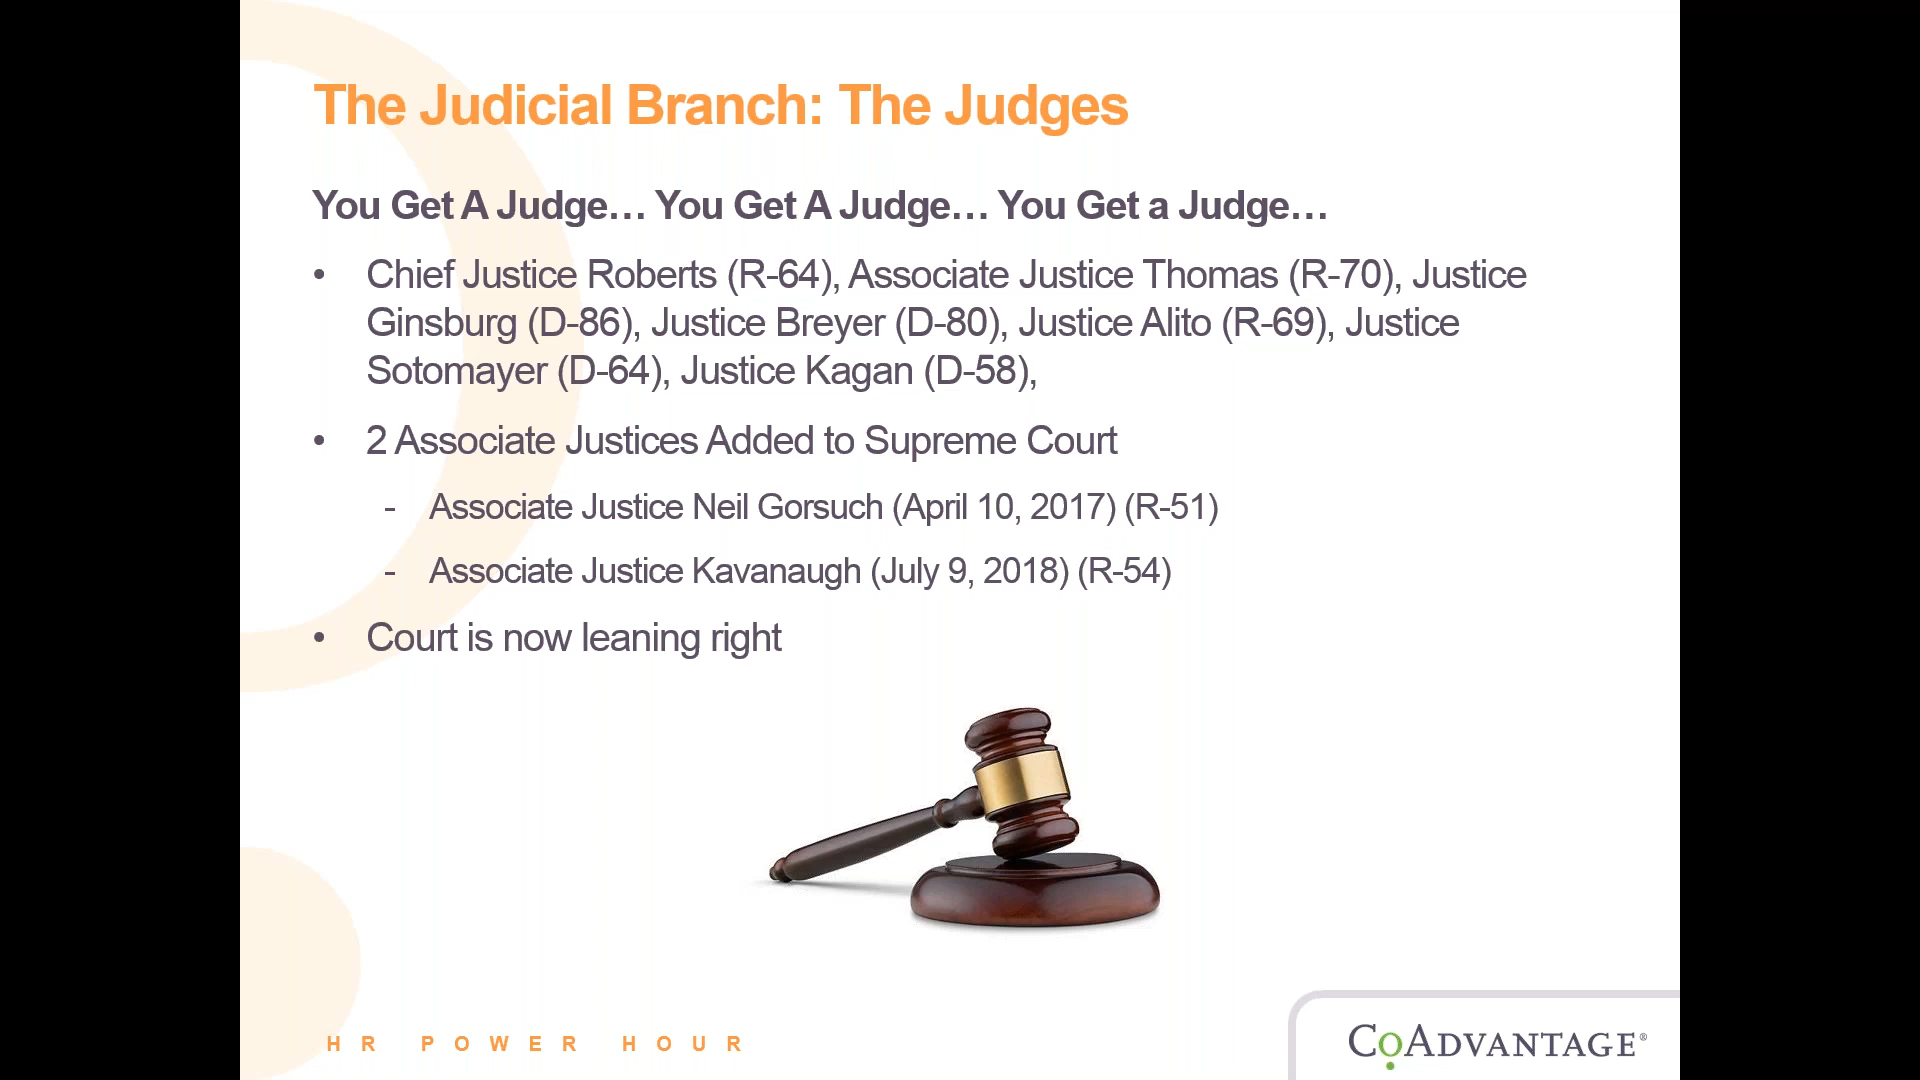 The Judicial Branch: The Judges
You Get A Judge… You Get A Judge… You Get a Judge…
• Chief Justice Roberts (R-64), Associate Justice Thomas (R-70), Justice
Ginsburg (D-86), Justice Breyer (D-80), Justice Alito (R-69), Justice
Sotomayer (D-64), Justice Kagan (D-58),
• 2 Associate Justices Added to Supreme Court
- Associate Justice Neil Gorsuch (April 10, 2017) (R-51)
- Associate Justice Kavanaugh (July 9, 2018) (R-54)
• Court is now leaning right
HR POWER HOUR
CoAdvantage®